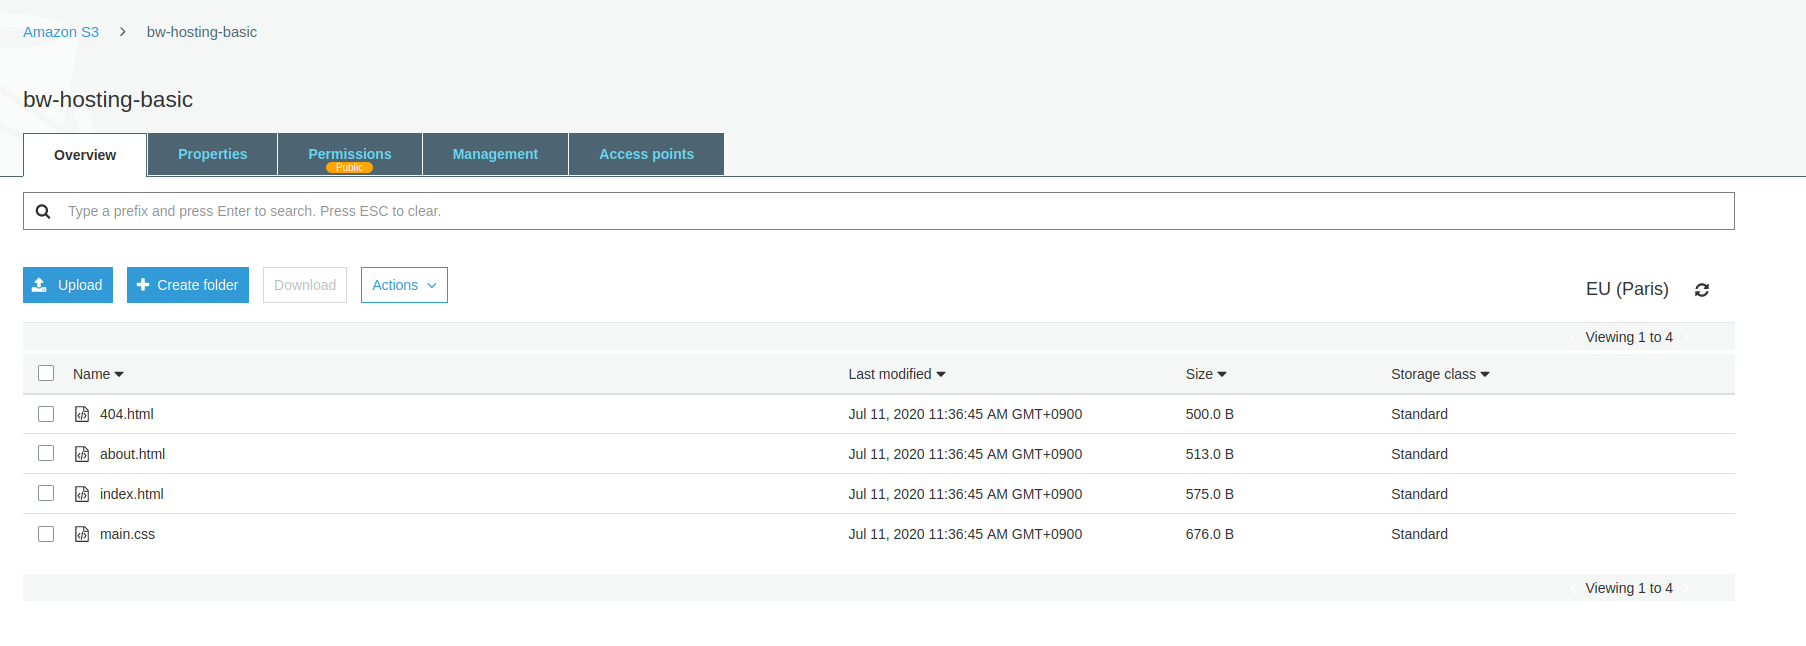 Amazon S3 > bw-hosting-basic
bw-hosting-basic
Overview Properties Permissions Management Access points
Public
Type a prefix and press Enter to search. Press ESC to clear.
Upload Create folder Download Actions
EU (Paris)
Viewing 1 to 4
Name Last modified Size Storage class
404.html Jul 11, 2020 11:36:45 AM GMT+0900 500.0 B Standard
about.html Jul 11, 2020 11:36:45 AM GMT+0900 513.0 B Standard
index.html Jul 11, 2020 11:36:45 AM GMT+0900 575.0 B Standard
main.css Jul 11, 2020 11:36:45 AM GMT+0900 676.0 B Standard
Viewing 1 to 4